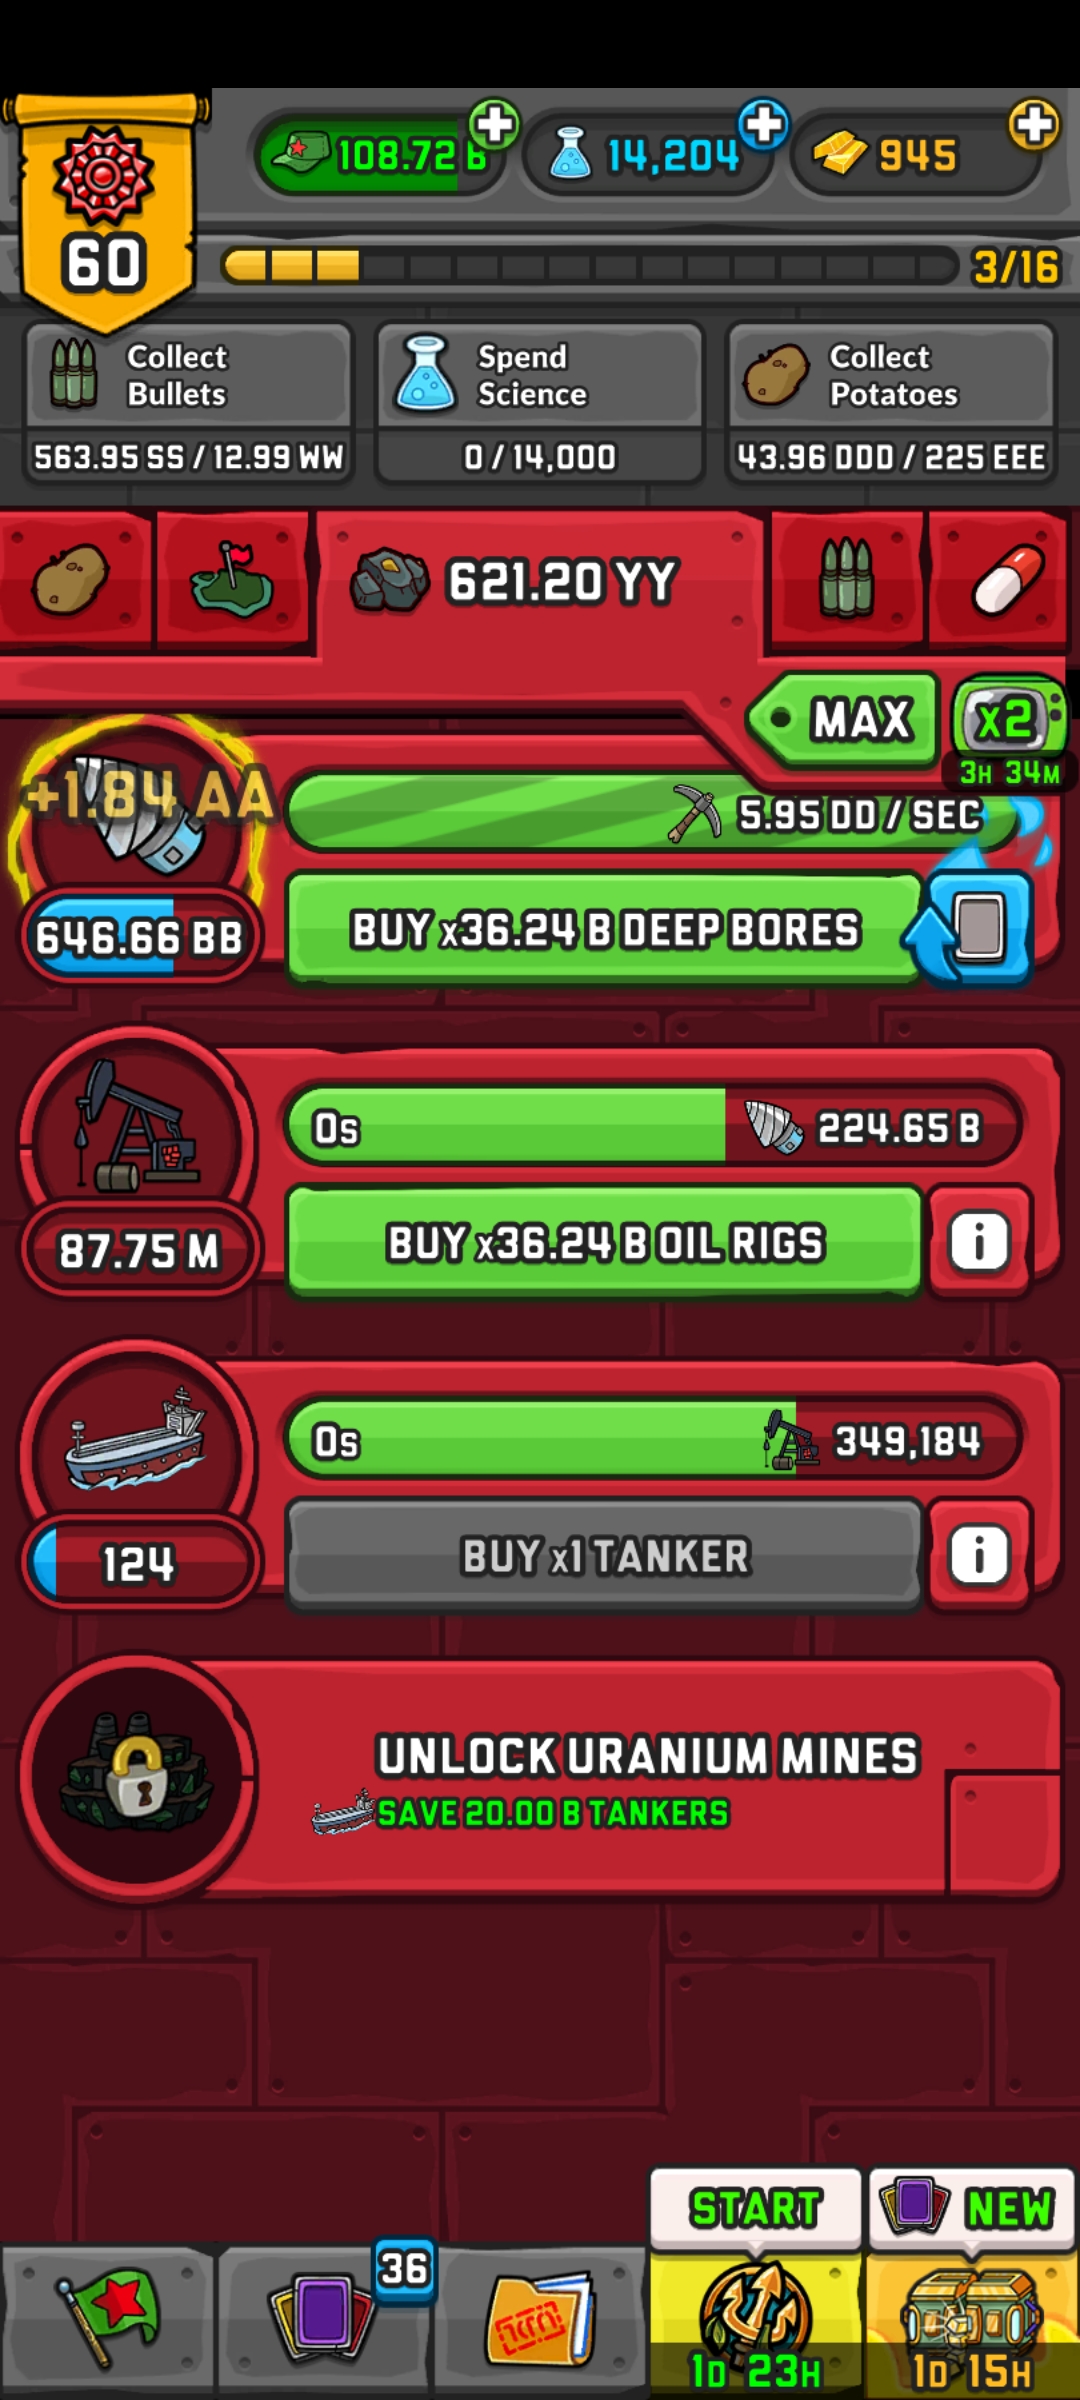 108.72 B
14,204
945
60
3/16
Collect
Bullets
563.95 SS / 12.99 WW
Spend
Science
0 / 14,000
Collect
Potatoes
43.96 DDD / 225 EEE
621.20 YY
MAX
x2
3H 34M
+1.84 AA
5.95 DD / SEC
646.66 BB
BUY x36.24 B DEEP BORES
0s
224.65 B
87.75 M
BUY x36.24 B OIL RIGS
i
0s
349,184
124
BUY x1 TANKER
i
UNLOCK URANIUM MINES
SAVE 20.00 B TANKERS
START
NEW
36
1D 23H
1D 15H